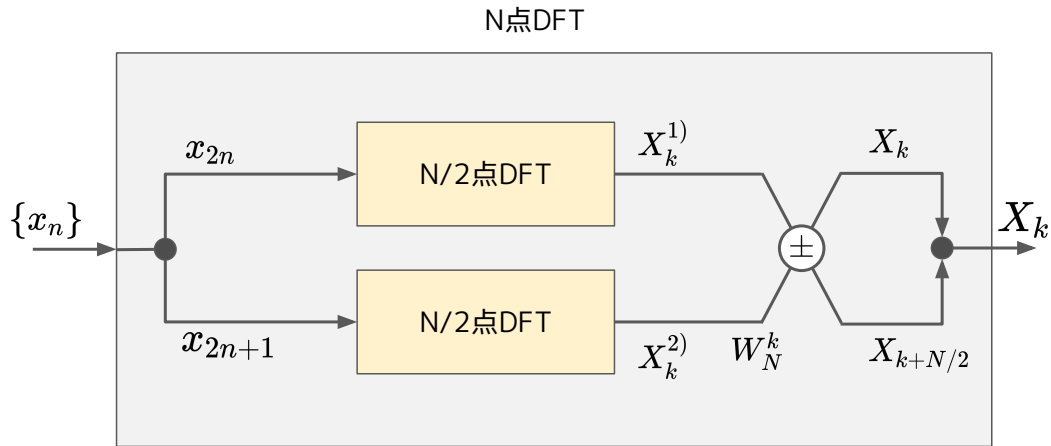 N点DFT
x_{2n}
N/2点DFT
X_k^{1)}
X_k
{x_n}
±
X_k
x_{2n+1}
N/2点DFT
X_k^{2)}
W_N^k
X_{k+N/2}